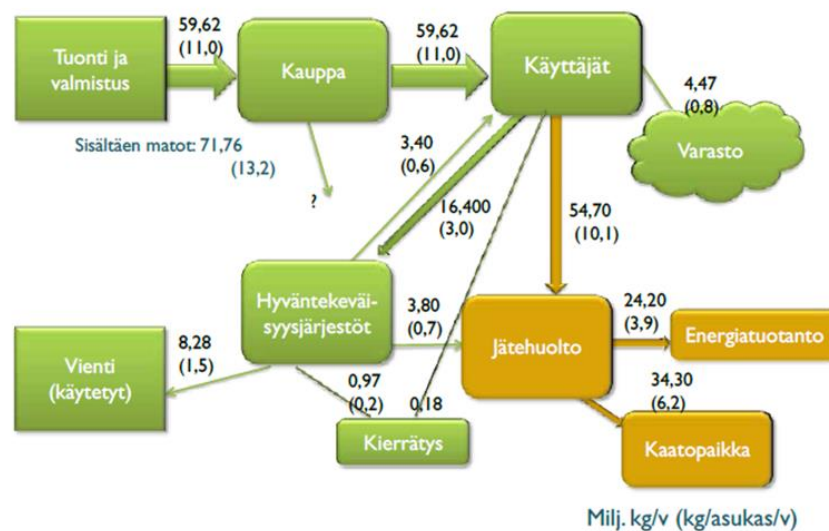 59,62
(11,0)
59,62
(11,0)
Tuonti ja
valmistus
Kauppa
Käyttäjät
4,47
(0,8)
Sisältäen matot: 71,76
(13,2)
3,40
(0,6)
Varasto
?
16,400
(3,0)
54,70
(10,1)
Hyväntekeväi-
syysjärjestöt
3,80
(0,7)
24,20
(3,9)
Jätehuolto
Energiatuotanto
8,28
(1,5)
Vienti
(käytetyt)
0,97
(0,2)
0,18
34,30
(6,2)
Kierrätys
Kaatopaikka
Milj. kg/v (kg/asukas/v)